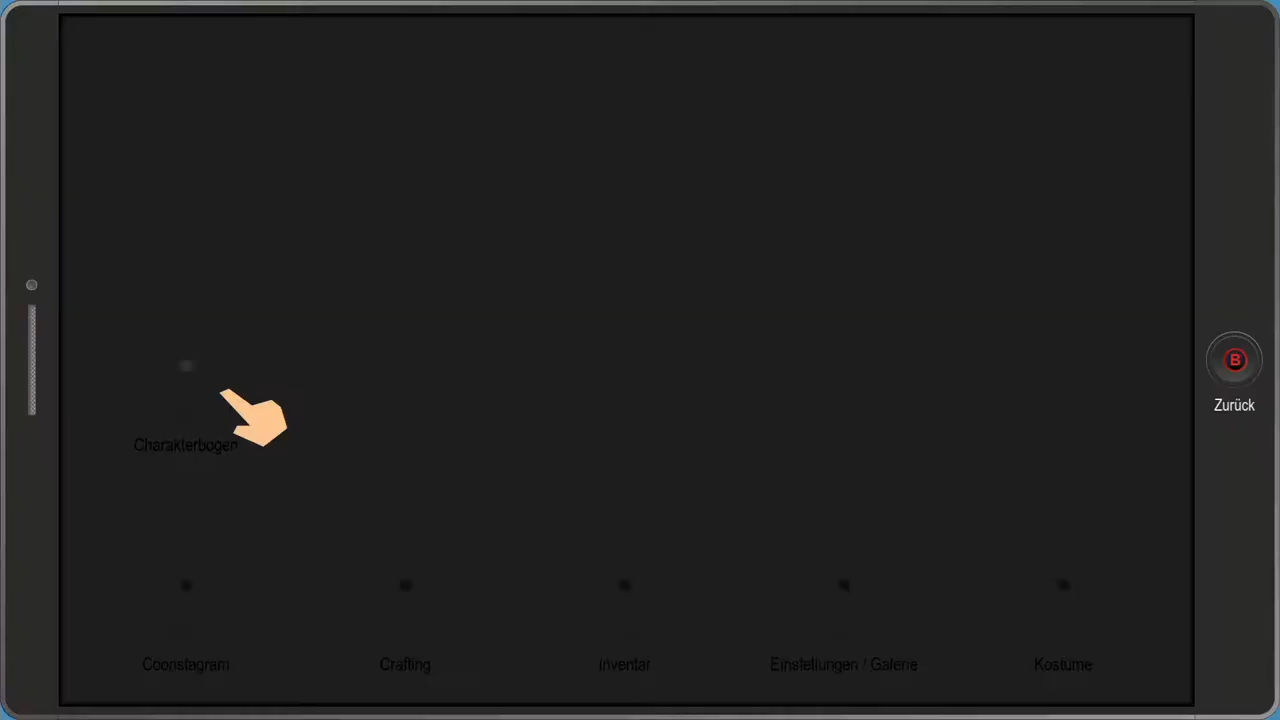 B
Zurück
Charakterbogen
Coonstagram
Crafting
Inventar
Einstellungen / Galerie
Kostüme